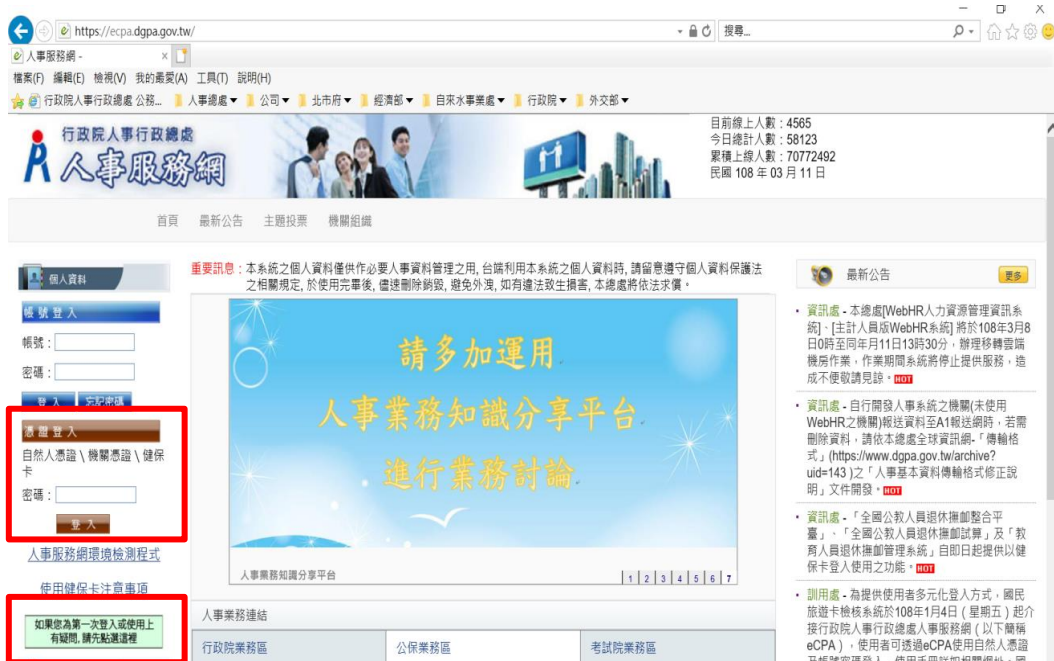 https://ecpa.dgpa.gov.tw/
搜尋...
人事服務網 -
檔案(F) 編輯(E) 檢視(V) 我的最愛(A) 工具(T) 說明(H)
行政院人事行政總處 公務... 人事總處 公司 北市府 經濟部 自來水事業處 行政院 外交部
行政院人事行政總處
人事服務網
目前線上人數：4565
今日總計人數：58123
累積上線人數：70772492
民國 108 年 03 月 11 日
首頁 最新公告 主題投票 機關組織
個人資料
帳號登入
帳號：
密碼：
登入 忘記密碼
憑證登入
自然人憑證 \ 機關憑證 \ 健保
卡
密碼：
登入
人事服務網環境檢測程式
使用健保卡注意事項
如果您為第一次登入或使用上
有疑問, 請先點選這裡
重要訊息：本系統之個人資料僅供作必要人事資料管理之用, 台端利用本系統之個人資料時, 請留意遵守個人資料保護法
之相關規定, 於使用完畢後, 儘速刪除銷毀, 避免外洩, 如有違法致生損害, 本總處將依法求償。
請多加運用
人事業務知識分享平台
進行業務討論
人事業務知識分享平台
1 2 3 4 5 6 7
人事業務連結
行政院業務區 公保業務區 考試院業務區
最新公告 更多
資訊處 - 本總處[WebHR人力資源管理資訊系
統]、[主計人員版WebHR系統] 將於108年3月8
日0時至同年月11日13時30分，辦理移轉雲端
機房作業，作業期間系統將停止提供服務，造
成不便敬請見諒。HOT
資訊處 - 自行開發人事系統之機關(未使用
WebHR之機關)報送資料至A1報送網時，若需
刪除資料，請依本總處全球資訊網-「傳輸格
式」(https://www.dgpa.gov.tw/archive?
uid=143 )之「人事基本資料傳輸格式修正說
明」文件開發。HOT
資訊處 - 「全國公教人員退休撫卹整合平
臺」、「全國公教人員退休撫卹試算」及「教
育人員退休撫卹管理系統」自即日起提供以健
保卡登入使用之功能。HOT
訓用處 - 為提供使用者多元化登入方式，國民
旅遊卡檢核系統於108年1月4日（星期五）起介
接行政院人事行政總處人事服務網（以下簡稱
eCPA），使用者可透過eCPA使用自然人憑證